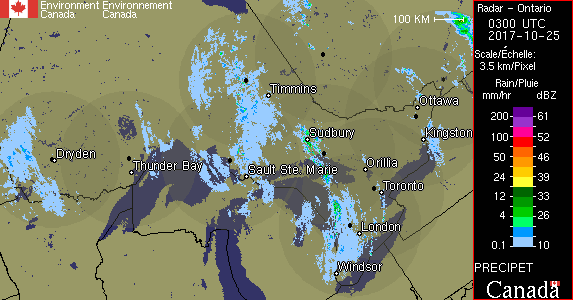 Environment Environnement
Canada Canada
100 KM
Timmins
Ottawa
Sudbury
Kingston
Dryden
Thunder Bay
Sault Ste. Marie
Orillia
Toronto
London
Windsor
Radar - Ontario
0300 UTC
2017-10-25
Scale/Échelle:
3.5 km/Pixel
Rain/Pluie
mm/hr dBZ
200 61
100 52
50 46
24 39
12 33
4 26
0.1 10
PRECIPET
Canada